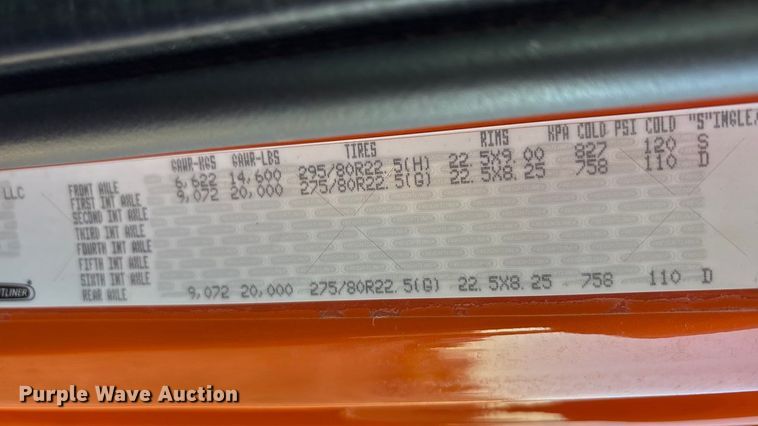 GAWR-KGS GAWR-LBS TIRES RIMS KPA COLD PSI COLD "S"INGLE,
FRONT AXLE 6,622 14,600 295/80R22.5(H) 22.5X9.00 827 120 S
FIRST INT AXLE 9,072 20,000 275/80R22.5(G) 22.5X8.25 758 110 D
SECOND INT AXLE
THIRD INT AXLE
FOURTH INT AXLE
FIFTH INT AXLE
SIXTH INT AXLE
REAR AXLE 9,072 20,000 275/80R22.5(G) 22.5X8.25 758 110 D
LLC
TLINER
Purple Wave Auction